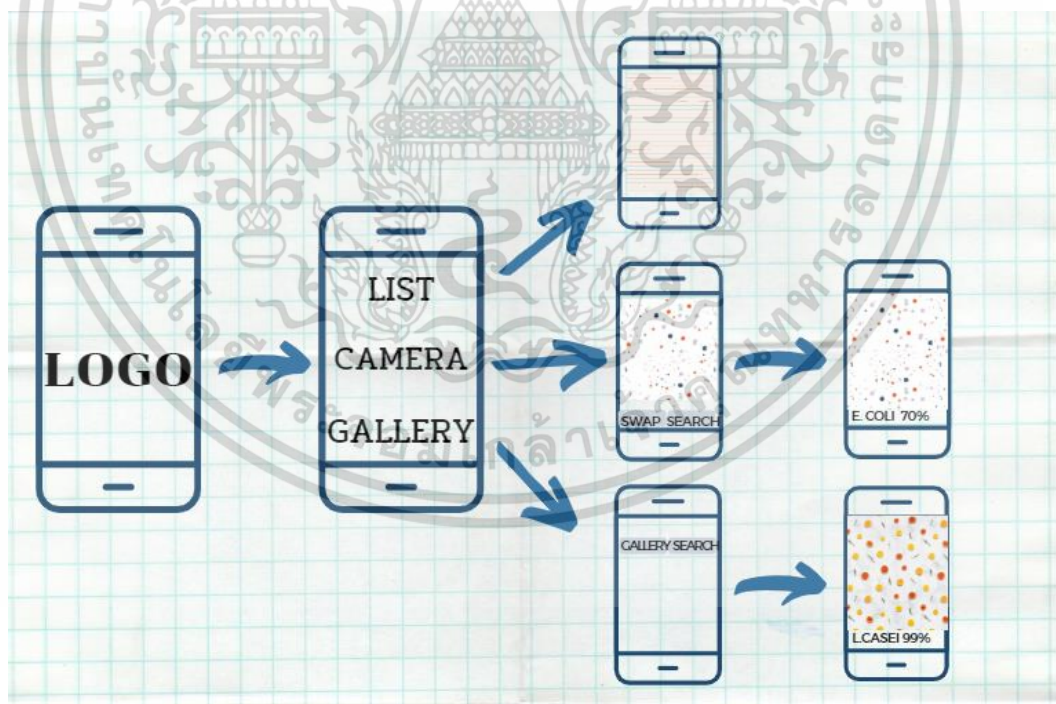 LOGO
LIST
CAMERA
GALLERY
SWAP SEARCH
E. COLI 70%
GALLERY SEARCH
L.CASEI 99%